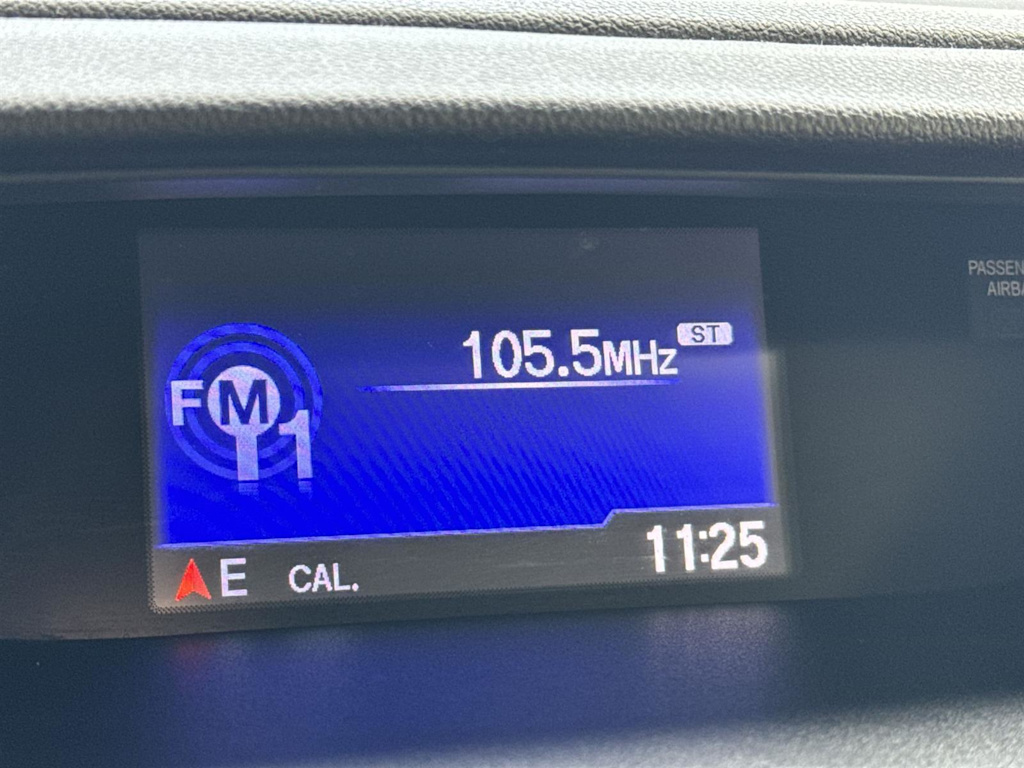 105.5MHz ST
FM1
E CAL. 11:25
PASSEN
AIRBA